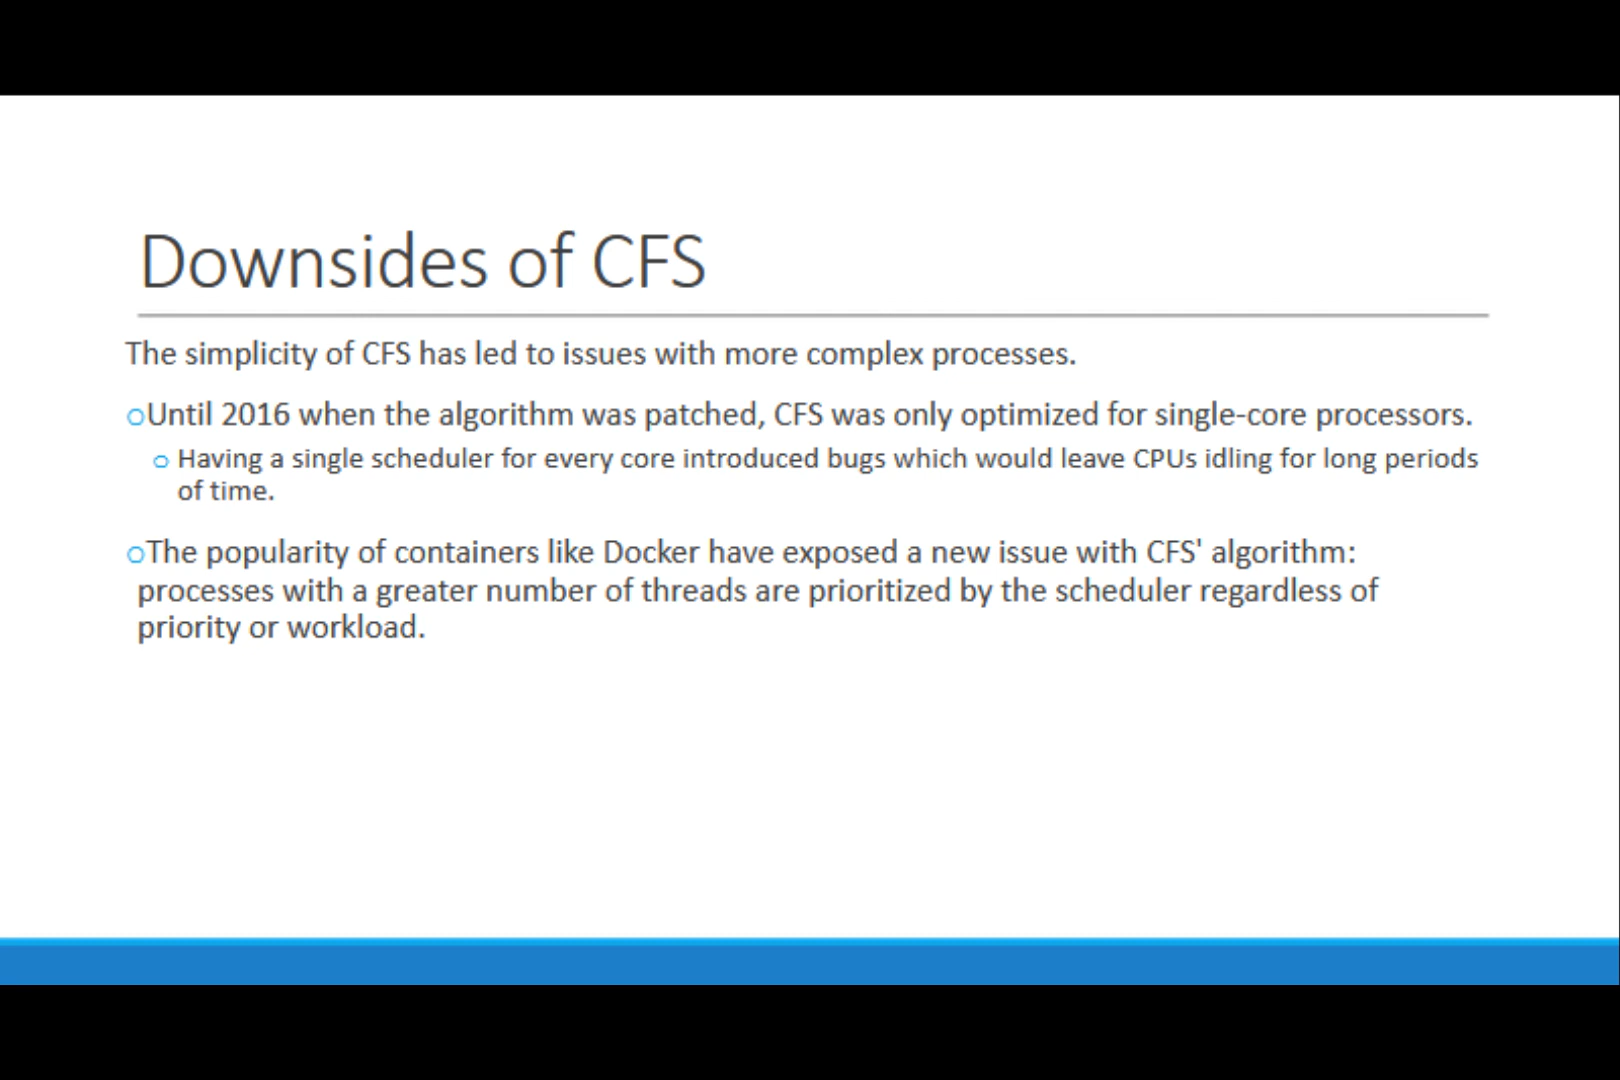 Downsides of CFS
The simplicity of CFS has led to issues with more complex processes.
Until 2016 when the algorithm was patched, CFS was only optimized for single-core processors.
Having a single scheduler for every core introduced bugs which would leave CPUs idling for long periods
of time.
The popularity of containers like Docker have exposed a new issue with CFS' algorithm:
processes with a greater number of threads are prioritized by the scheduler regardless of
priority or workload.